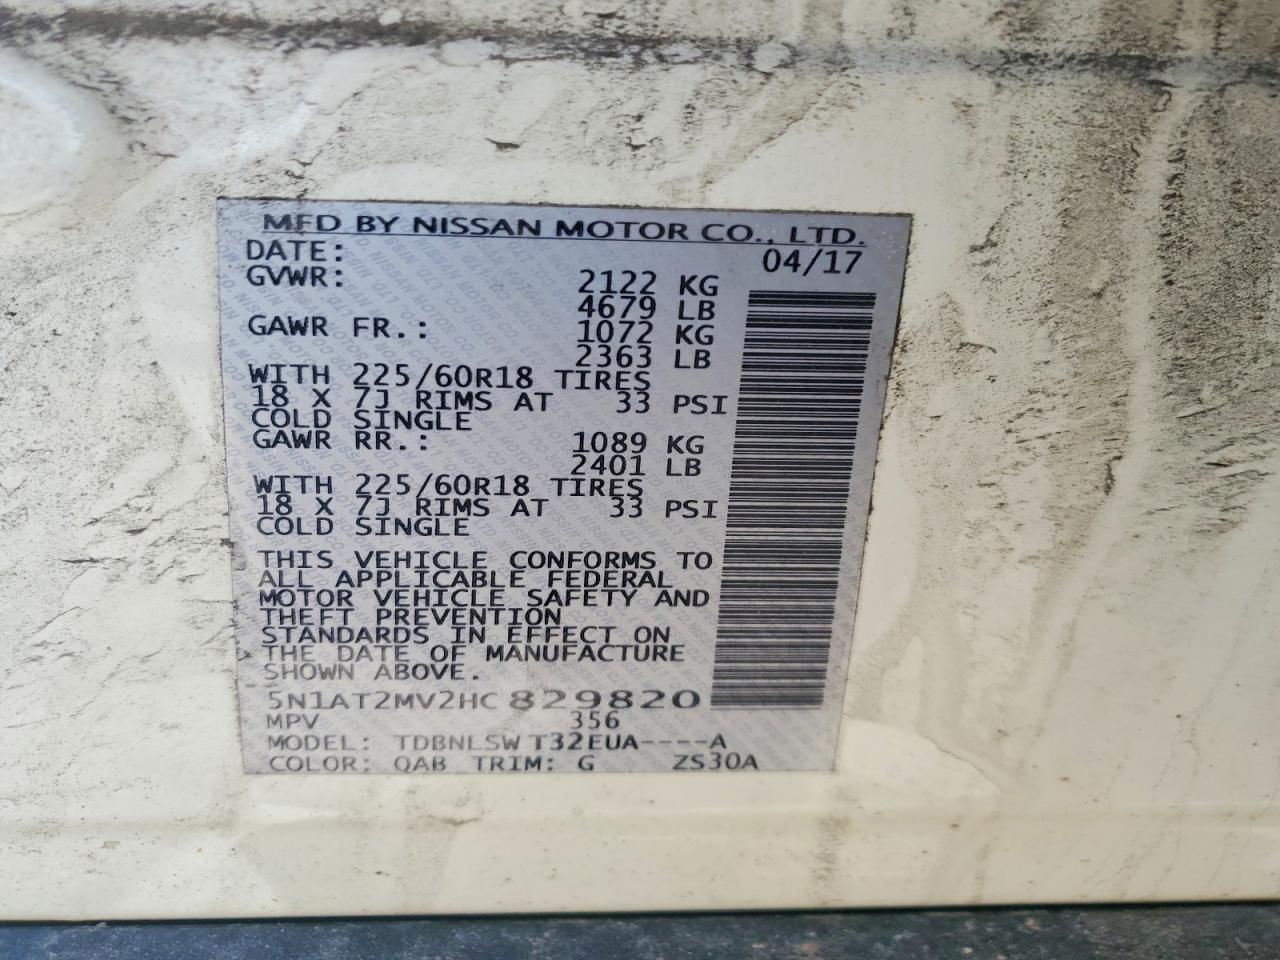 MFD BY NISSAN MOTOR CO., LTD.
DATE: 04/17
GVWR: 2122 KG
4679 LB
GAWR FR.: 1072 KG
2363 LB
WITH 225/60R18 TIRES
18 X 7J RIMS AT 33 PSI
COLD SINGLE
GAWR RR.: 1089 KG
2401 LB
WITH 225/60R18 TIRES
18 X 7J RIMS AT 33 PSI
COLD SINGLE
THIS VEHICLE CONFORMS TO
ALL APPLICABLE FEDERAL
MOTOR VEHICLE SAFETY AND
THEFT PREVENTION
STANDARDS IN EFFECT ON
THE DATE OF MANUFACTURE
SHOWN ABOVE.
5N1AT2MV2HC829820
MPV 356
MODEL: TDBNLSW T32EUA----A
COLOR: QAB TRIM: G ZS30A